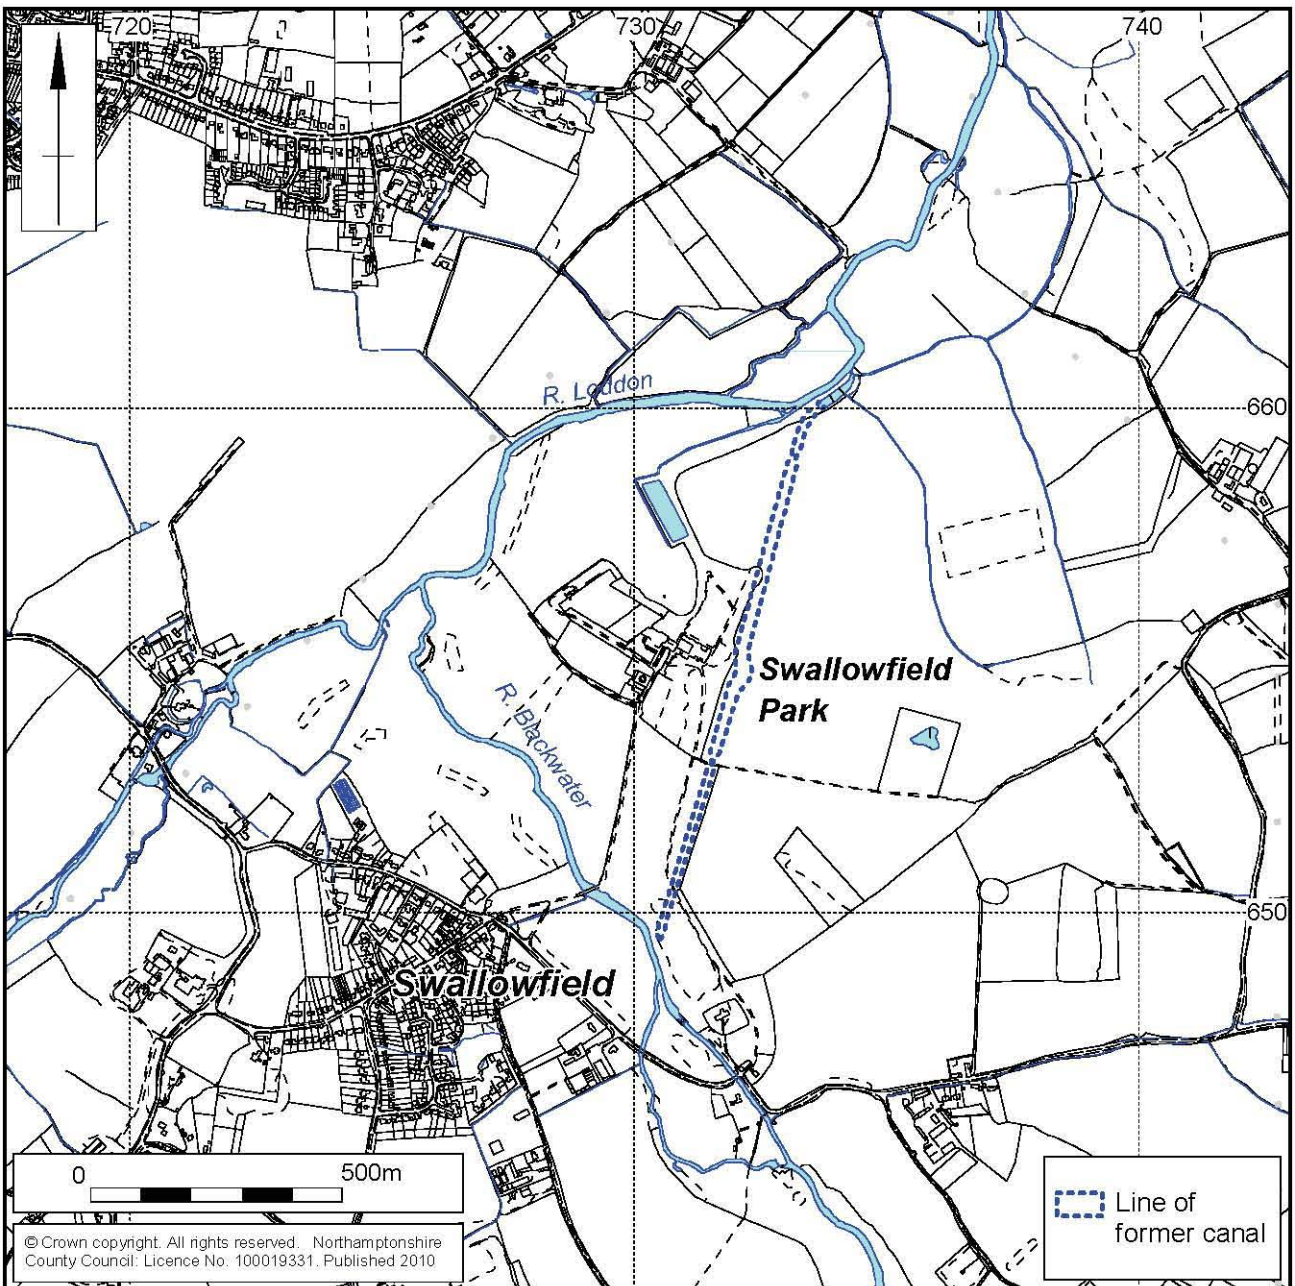 720
730
740
R. Loddon
660
Swallowfield
Park
R. Blackwater
650
Swallowfield
0 500m
Line of
former canal
© Crown copyright. All rights reserved. Northamptonshire
County Council: Licence No. 100019331. Published 2010